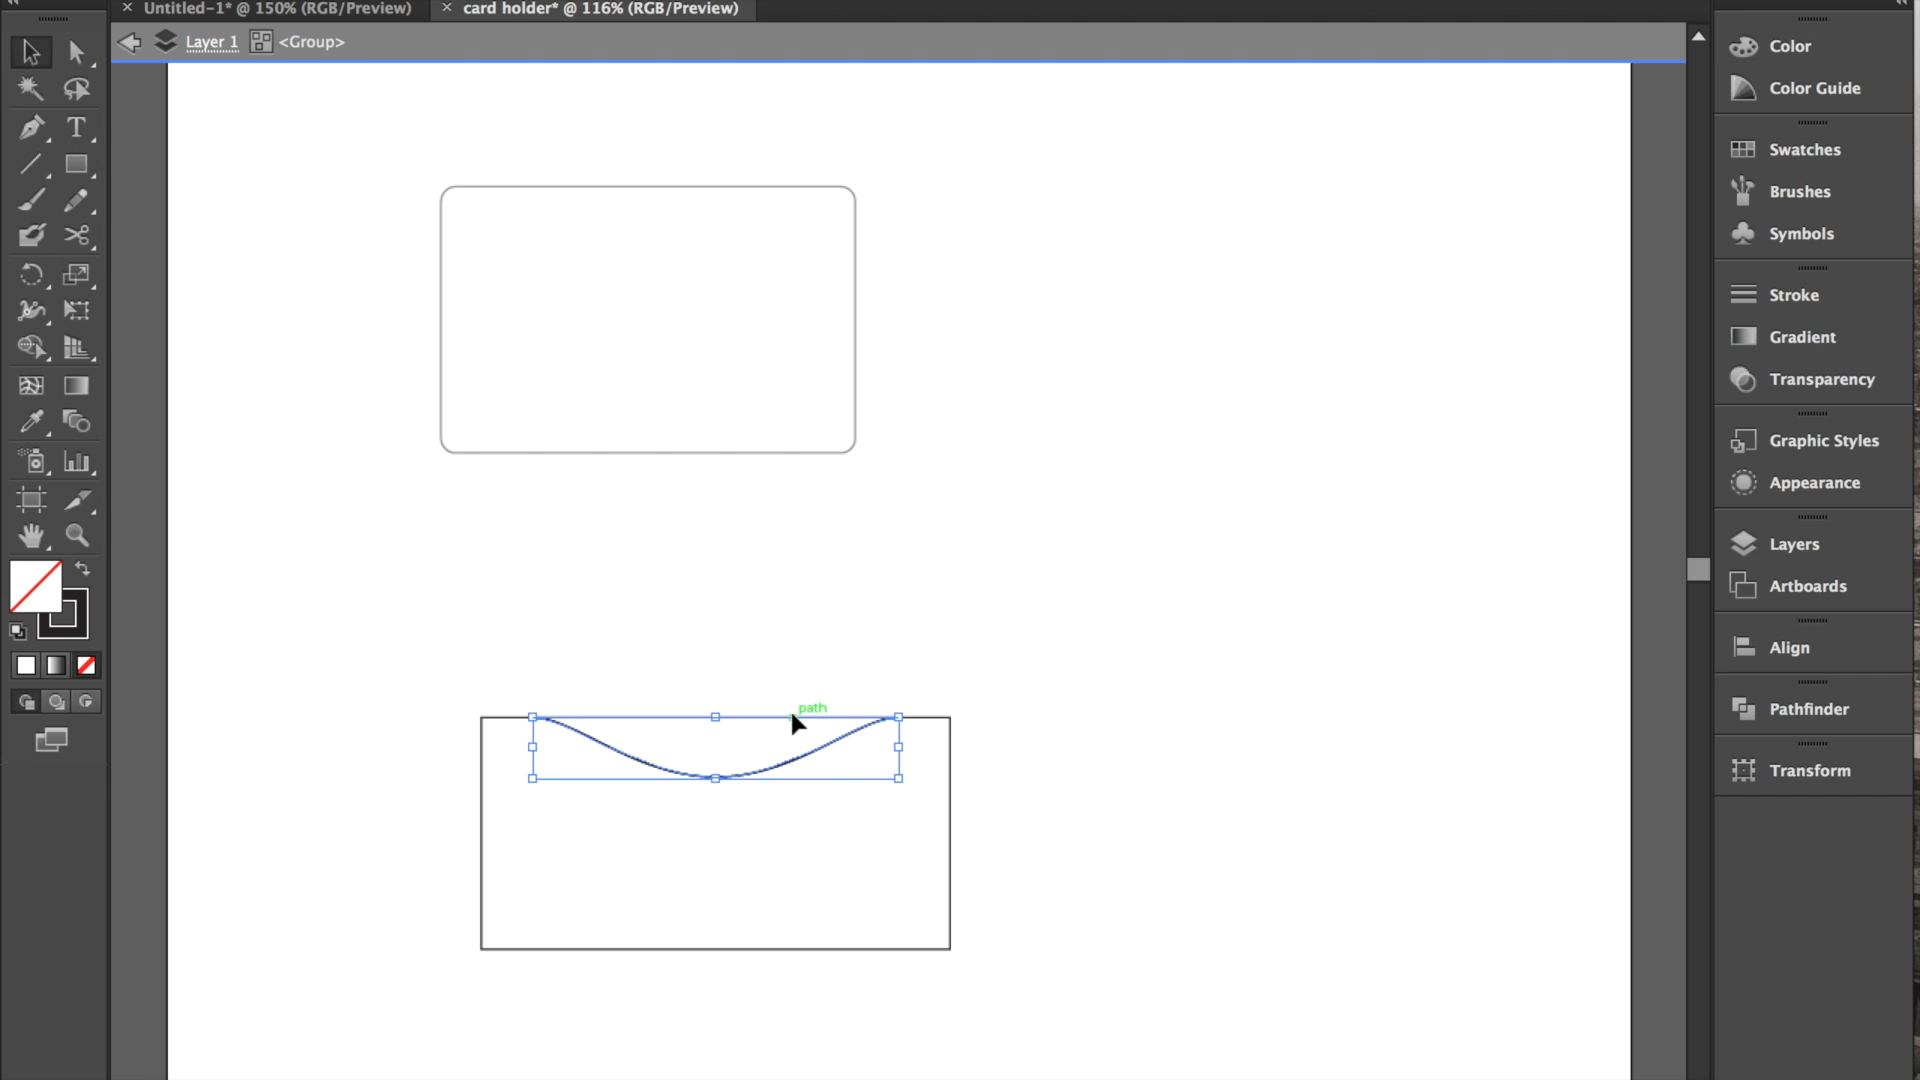 × Untitled-1* @ 150% (RGB/Preview) × card holder* @ 116% (RGB/Preview)
Layer 1 <Group>
T
path
Color
Color Guide
Swatches
Brushes
Symbols
Stroke
Gradient
Transparency
Graphic Styles
Appearance
Layers
Artboards
Align
Pathfinder
Transform